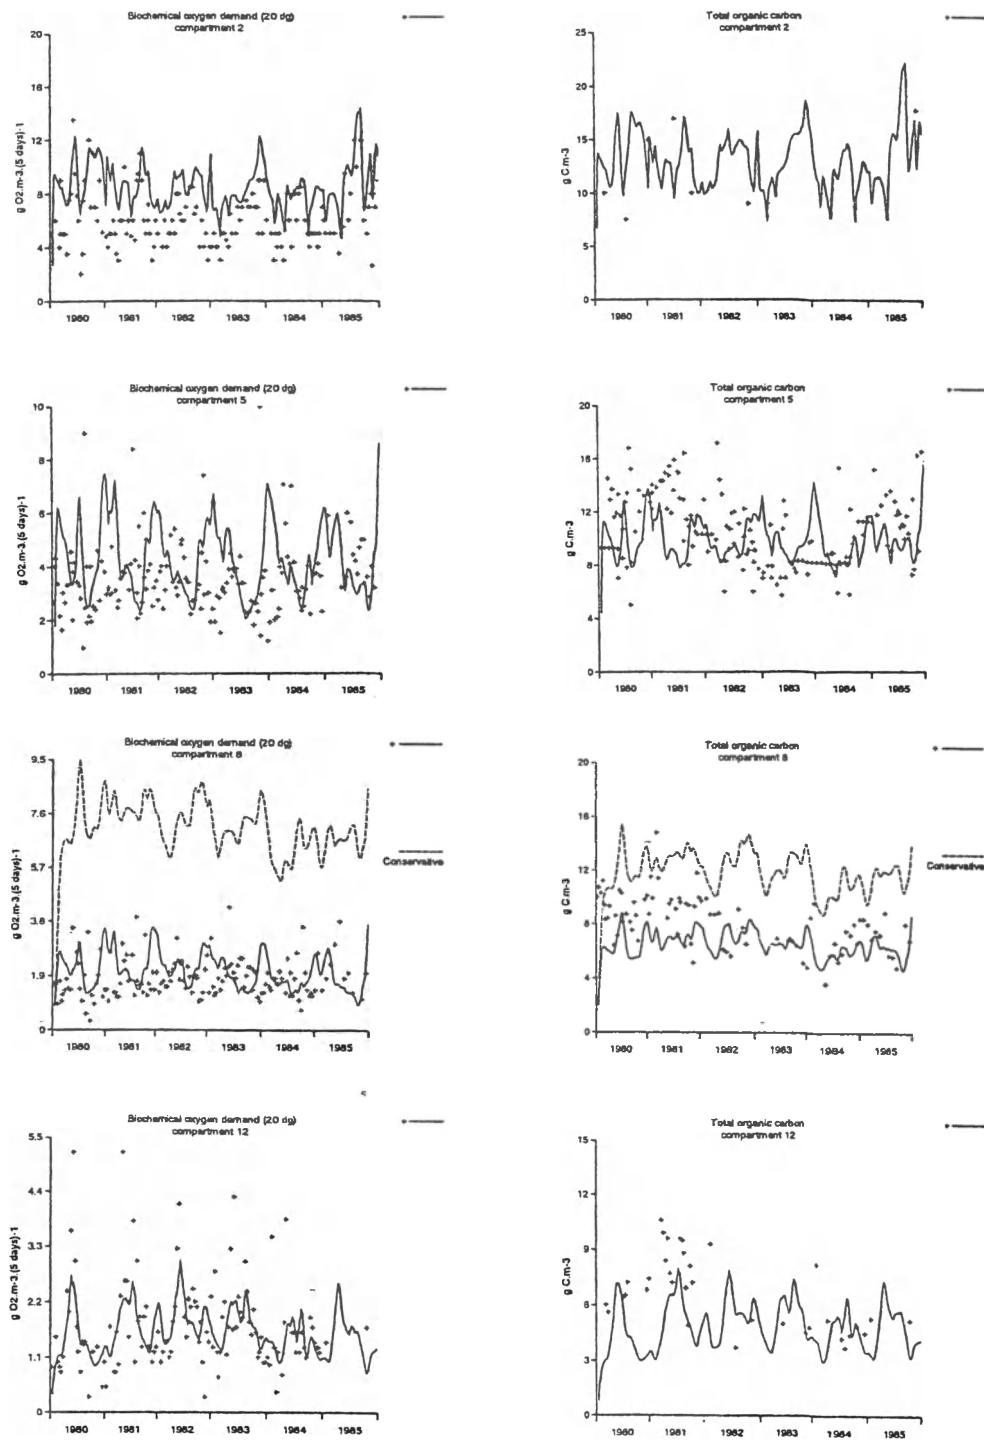 Biochemical oxygen demand (20 dg)
compartment 2
g O2.m-3.(5 days)-1
20
16
12
8
4
0
1980 1981 1982 1983 1984 1985
Total organic carbon
compartment 2
g C.m-3
25
20
15
10
5
0
1980 1981 1982 1983 1984 1985
Biochemical oxygen demand (20 dg)
compartment 5
g O2.m-3.(5 days)-1
10
8
6
4
2
0
1980 1981 1982 1983 1984 1985
Total organic carbon
compartment 5
g C.m-3
20
16
12
8
4
0
1980 1981 1982 1983 1984 1985
Biochemical oxygen demand (20 dg)
compartment 8
g O2.m-3.(5 days)-1
9.5
7.6
5.7
3.8
1.9
0
Conservative
1980 1981 1982 1983 1984 1985
Total organic carbon
compartment 8
g C.m-3
20
16
12
8
4
0
Conservative
1980 1981 1982 1983 1984 1985
Biochemical oxygen demand (20 dg)
compartment 12
g O2.m-3.(5 days)-1
5.5
4.4
3.3
2.2
1.1
0
1980 1981 1982 1983 1984 1985
Total organic carbon
compartment 12
g C.m-3
15
12
9
6
3
0
1980 1981 1982 1983 1984 1985